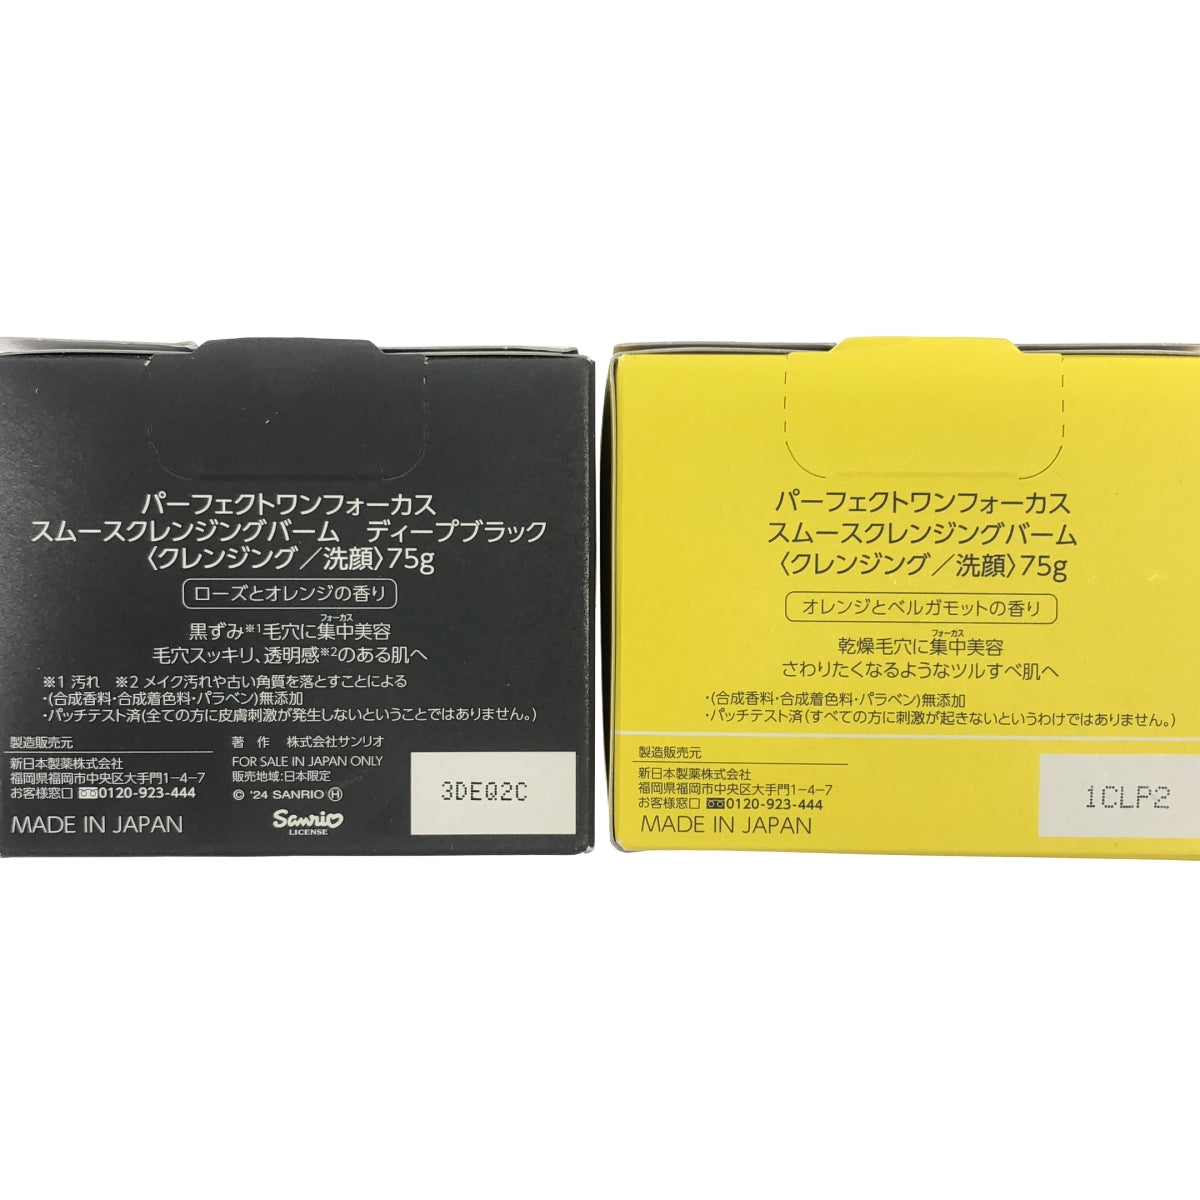 パーフェクトワンフォーカス
スムースクレンジングバーム　ディープブラック
〈クレンジング／洗顔〉75g
ローズとオレンジの香り
フォーカス
黒ずみ※1毛穴に集中美容
毛穴スッキリ、透明感※2のある肌へ
※1 汚れ　※2 メイク汚れや古い角質を落とすことによる
・(合成香料・合成着色料・パラベン)無添加
・パッチテスト済(全ての方に皮膚刺激が発生しないということではありません。)
製造販売元
新日本製薬株式会社
福岡県福岡市中央区大手門1-4-7
お客様窓口 0120-923-444
MADE IN JAPAN
著　作　株式会社サンリオ
FOR SALE IN JAPAN ONLY
販売地域:日本限定
© '24 SANRIO Ⓗ
Sanrio
LICENSE
3DEQ2C
パーフェクトワンフォーカス
スムースクレンジングバーム
〈クレンジング／洗顔〉75g
オレンジとベルガモットの香り
フォーカス
乾燥毛穴に集中美容
さわりたくなるようなツルすべ肌へ
・(合成香料・合成着色料・パラベン)無添加
・パッチテスト済(すべての方に刺激が起きないというわけではありません。)
製造販売元
新日本製薬株式会社
福岡県福岡市中央区大手門1-4-7
お客様窓口 0120-923-444
MADE IN JAPAN
1CLP2